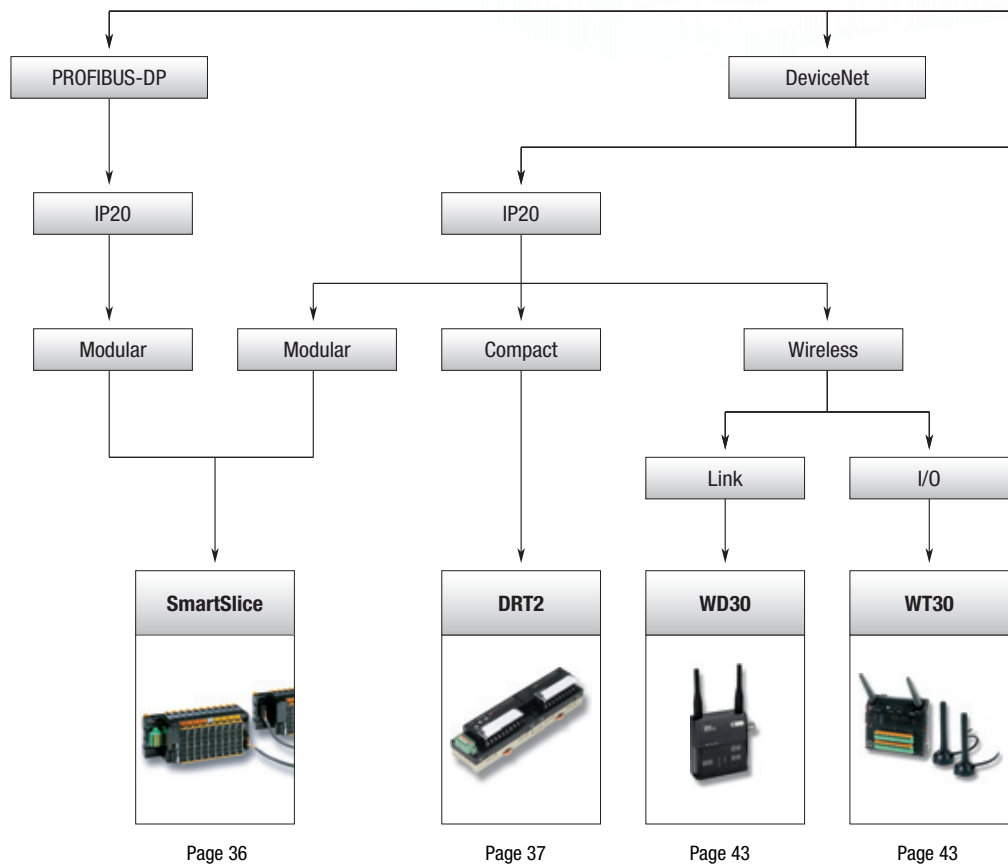 PROFIBUS-DP
DeviceNet
IP20
IP20
Modular
Modular
Compact
Wireless
Link
I/O
SmartSlice
DRT2
WD30
WT30
Page 36
Page 37
Page 43
Page 43